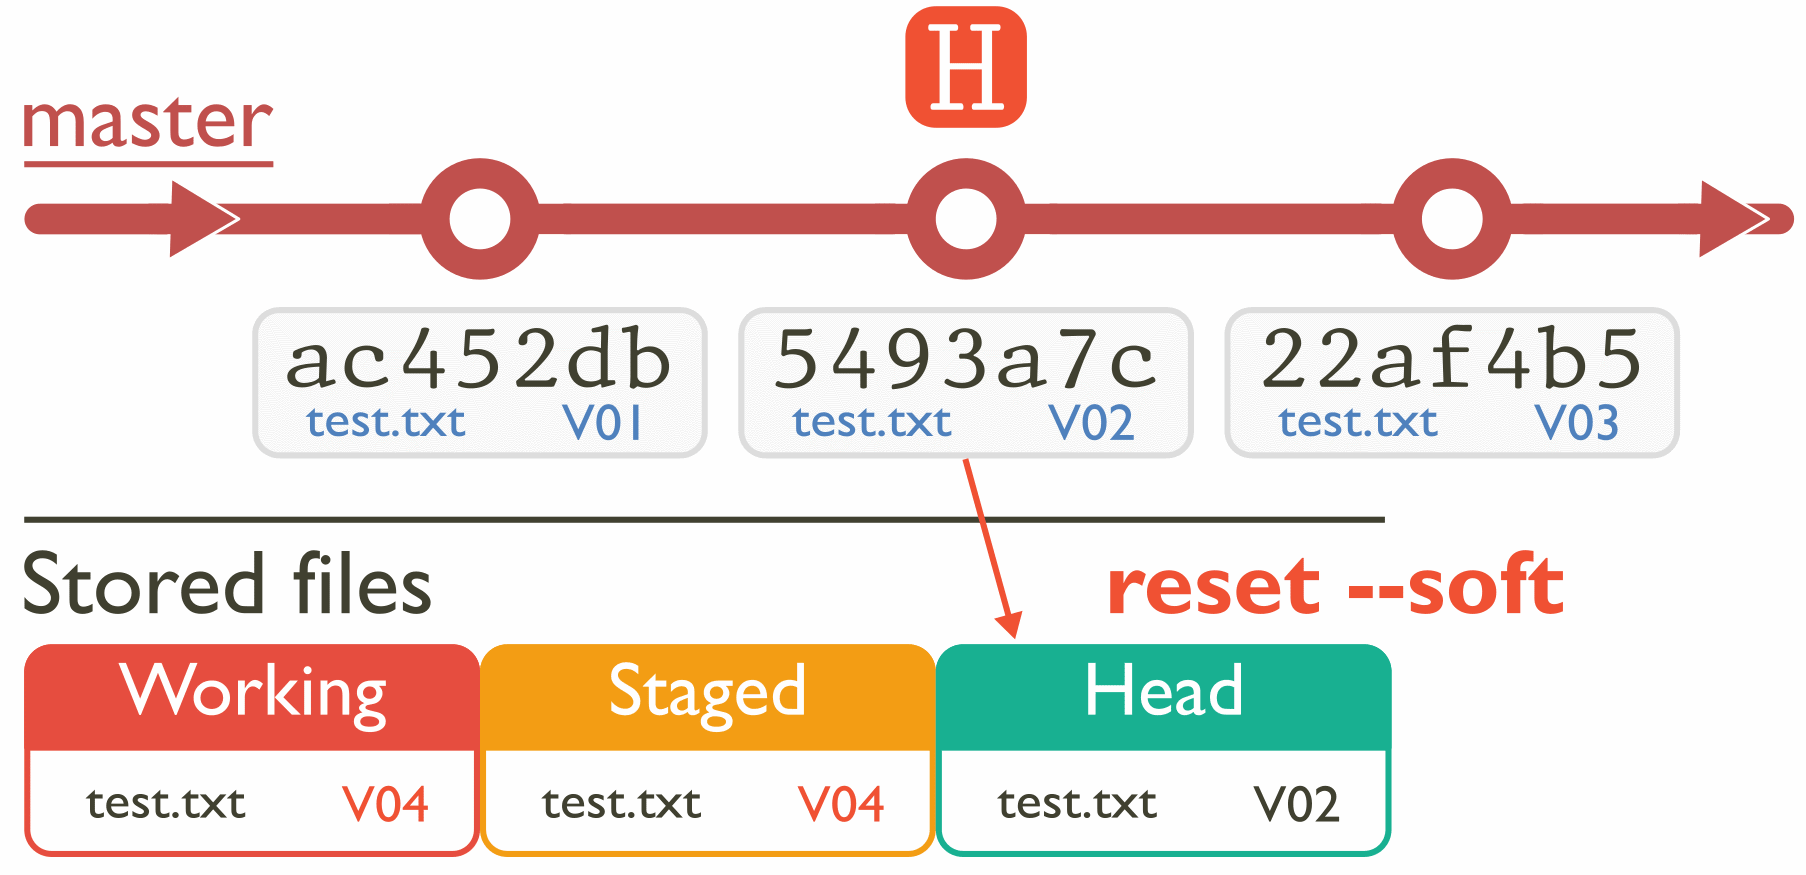 H
master
ac452db 5493a7c 22af4b5
test.txt V01 test.txt V02 test.txt V03
Stored files
reset --soft
Working Staged Head
test.txt V04 test.txt V04 test.txt V02